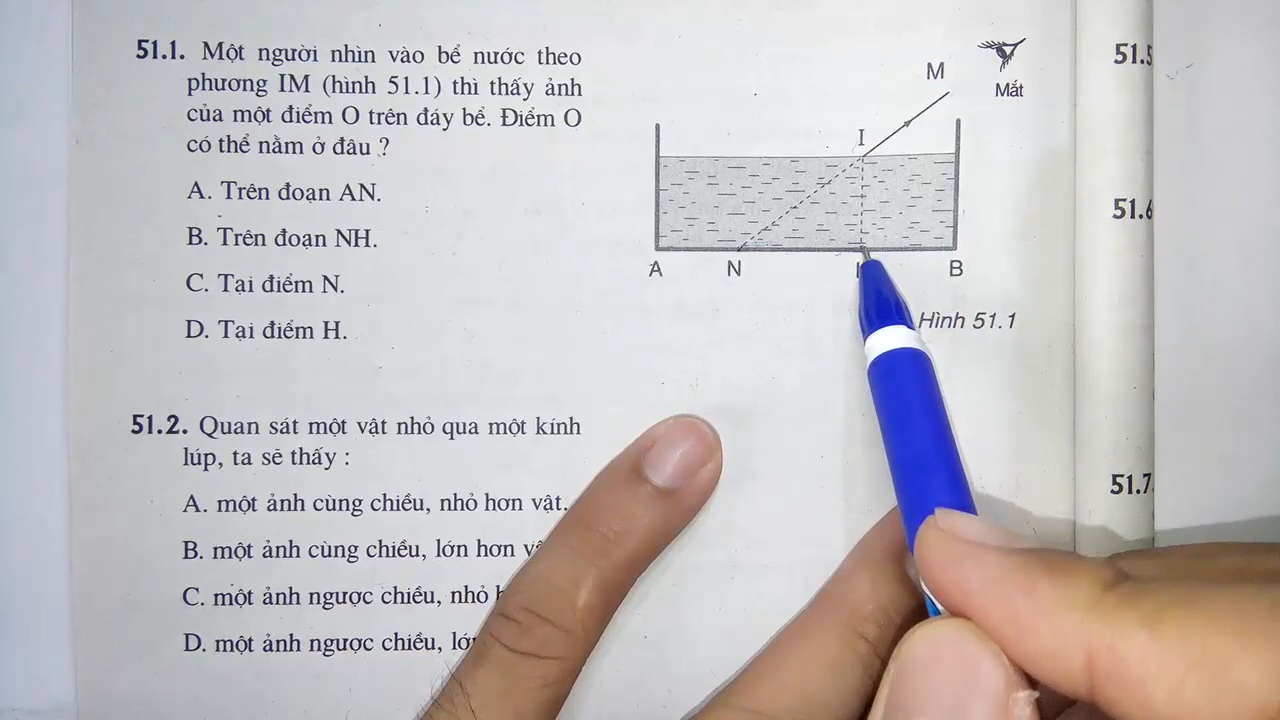 51.1. Một người nhìn vào bể nước theo
phương IM (hình 51.1) thì thấy ảnh
của một điểm O trên đáy bể. Điểm O
có thể nằm ở đâu ?
A. Trên đoạn AN.
B. Trên đoạn NH.
C. Tại điểm N.
D. Tại điểm H.
M
Mắt
I
A
N
B
Hình 51.1
51.2. Quan sát một vật nhỏ qua một kính
lúp, ta sẽ thấy :
A. một ảnh cùng chiều, nhỏ hơn vật.
B. một ảnh cùng chiều, lớn hơn
C. một ảnh ngược chiều, nhỏ
D. một ảnh ngược chiều,
51.5
51.6
51.7